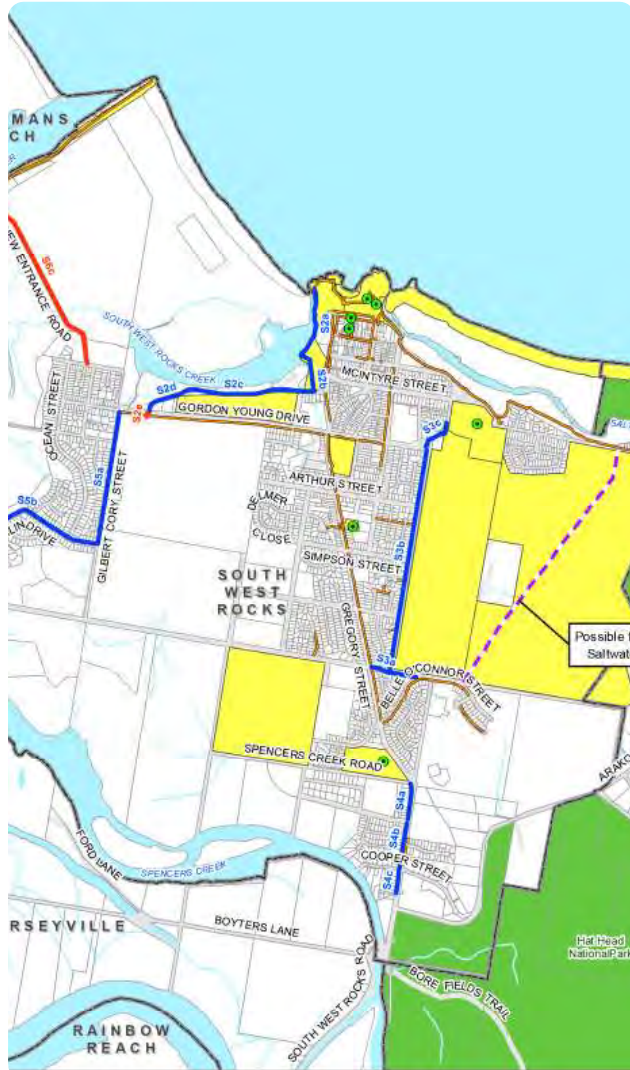 MANS
CH
S6c
NEW ENTRANCE ROAD
SOUTH WEST ROCKS CREEK
S2a
MCINTYRE STREET
OCEAN STREET
S2d
S2c
S2b
S2e
GORDON YOUNG DRIVE
S3c
S5a
GILBERT CORY STREET
ARTHUR STREET
DELMER
CLOSE
S5b
LIN DRIVE
S3b
SIMPSON STREET
SOUTH
WEST
ROCKS
GREGORY STREET
S3a
Saltwat
BELLE O'CONNOR STREET
SPENCERS CREEK ROAD
ARAKO
S4a
S4b
FORD LANE
COOPER STREET
SPENCERS CREEK
S4c
RSEYVILLE
BOYTERS LANE
Hat Head
National Park
SOUTH WEST ROCKS ROAD
BORE FIELDS TRAIL
RAINBOW
REACH